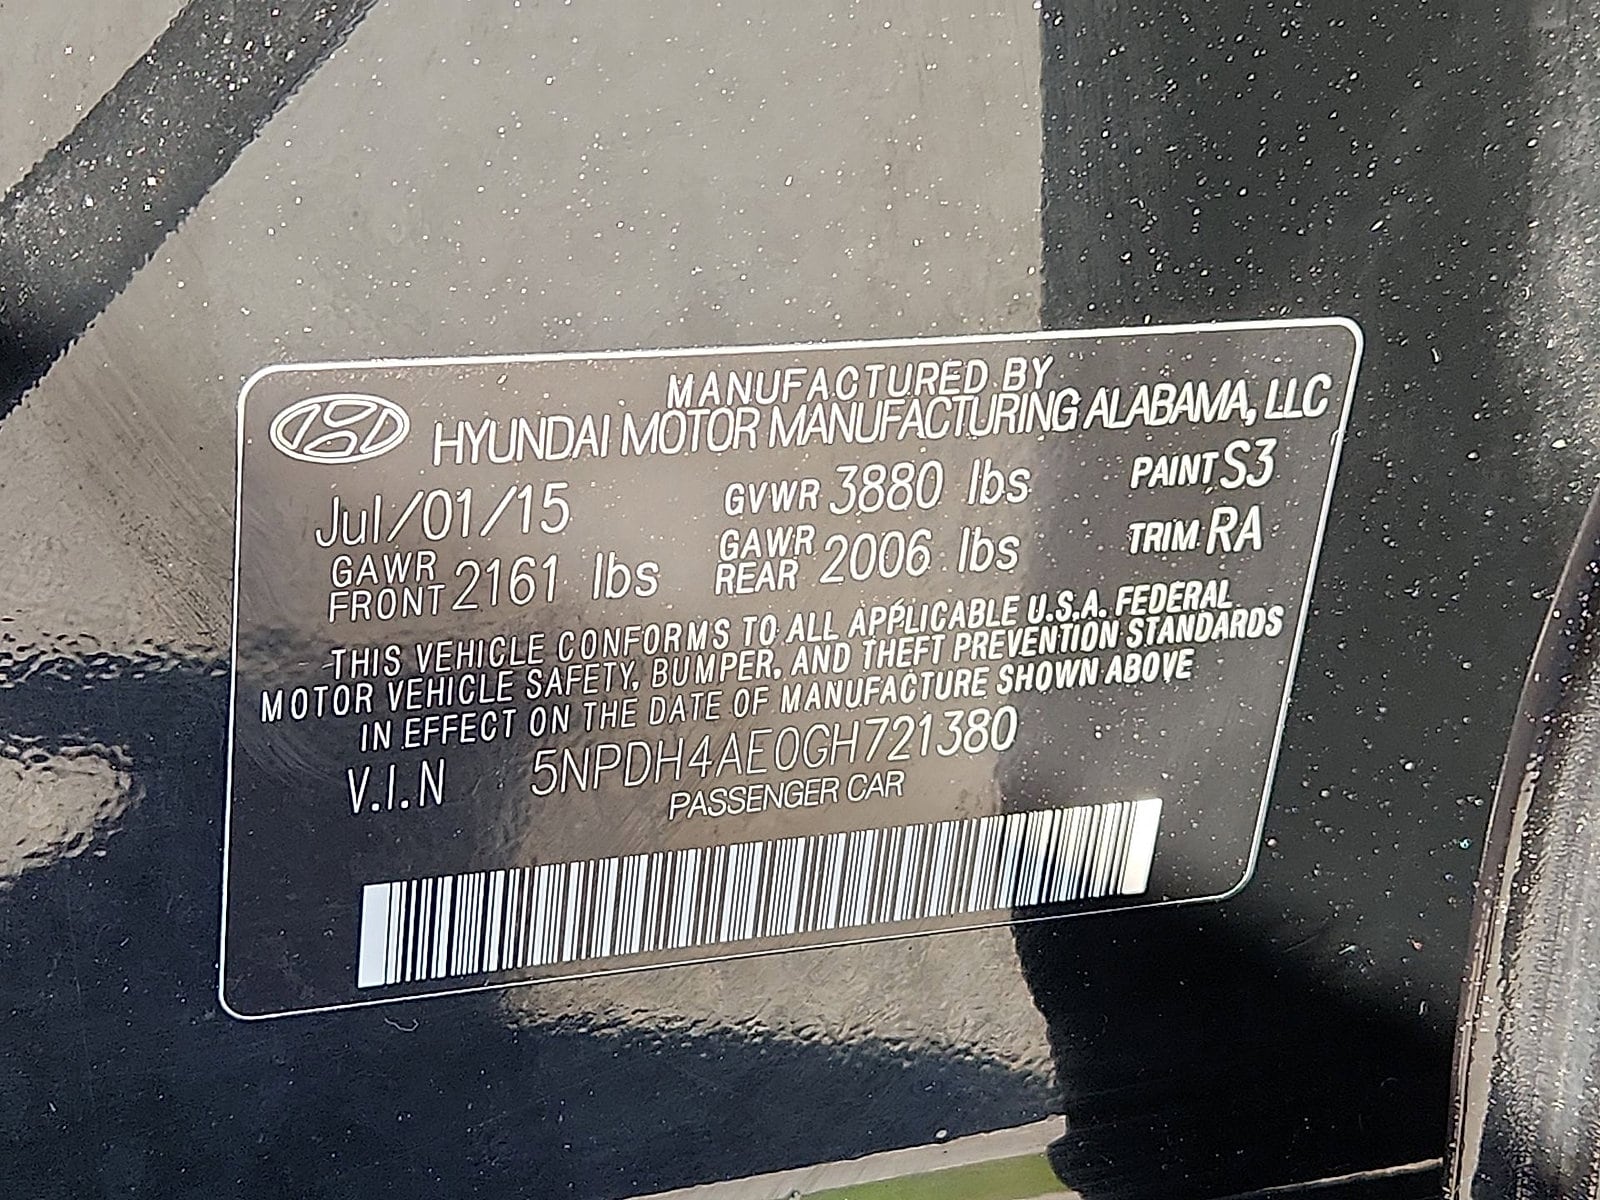 MANUFACTURED BY
HYUNDAI MOTOR MANUFACTURING ALABAMA, LLC
Jul/01/15 GVWR 3880 lbs PAINT S3
GAWR FRONT 2161 lbs GAWR REAR 2006 lbs TRIM RA
THIS VEHICLE CONFORMS TO ALL APPLICABLE U.S.A. FEDERAL
MOTOR VEHICLE SAFETY, BUMPER, AND THEFT PREVENTION STANDARDS
IN EFFECT ON THE DATE OF MANUFACTURE SHOWN ABOVE
V.I.N 5NPDH4AE0GH721380
PASSENGER CAR